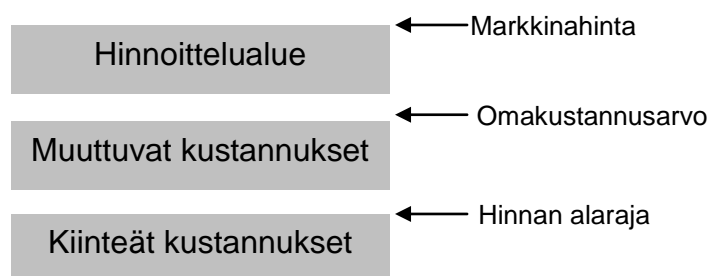 Markkinahinta
Hinnoittelualue
Omakustannusarvo
Muuttuvat kustannukset
Hinnan alaraja
Kiinteät kustannukset